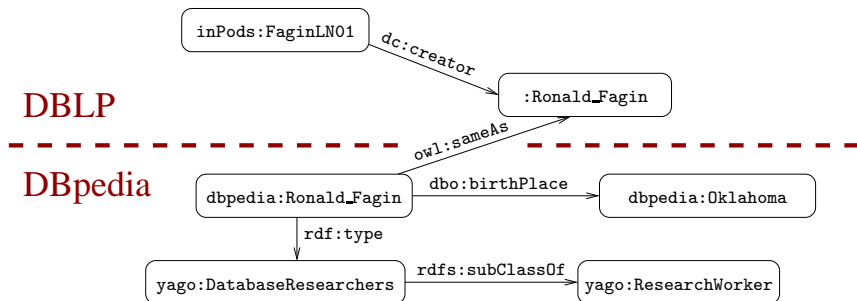 inPods:FaginLN01
dc:creator
:Ronald_Fagin
DBLP
owl:sameAs
DBpedia
dbpedia:Ronald_Fagin
dbo:birthPlace
dbpedia:Oklahoma
rdf:type
yago:DatabaseResearchers
rdfs:subClassOf
yago:ResearchWorker